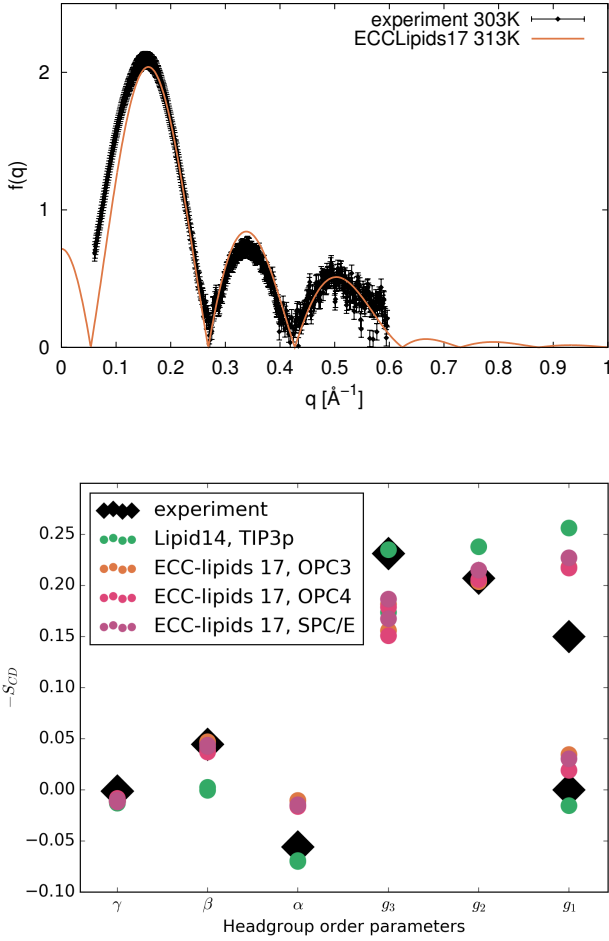 experiment 303K
ECCLipids17 313K
2
1
0
f(q)
0 0.1 0.2 0.3 0.4 0.5 0.6 0.7 0.8 0.9 1
q [Å⁻¹]
experiment
Lipid14, TIP3p
ECC-lipids 17, OPC3
ECC-lipids 17, OPC4
ECC-lipids 17, SPC/E
0.25
0.20
0.15
0.10
0.05
0.00
−0.05
−0.10
−S_CD
γ β α g₃ g₂ g₁
Headgroup order parameters